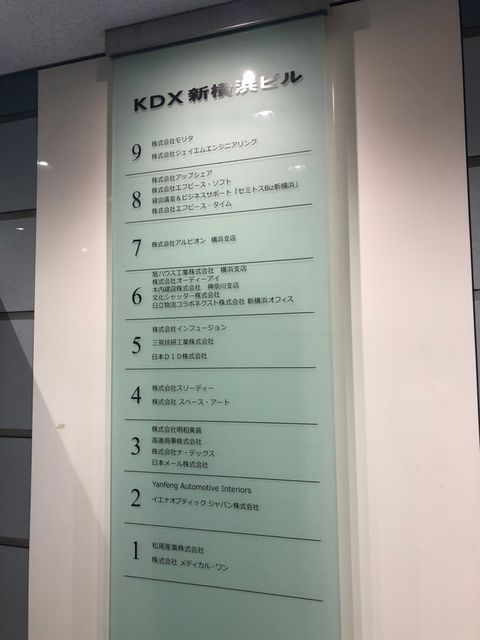 KDX 新横浜ビル
9
株式会社モリタ
株式会社ジェイエムエンジニアリング
8
株式会社アップシェア
株式会社エフピース・ソフト
貸会議室&ビジネスサポート「セミトスBiz新横浜」
株式会社エフピース・タイム
7
株式会社アルビオン 横浜支店
6
旭ハウス工業株式会社 横浜支店
株式会社オーディーアイ
木内建設株式会社 神奈川支店
文化シヤッター株式会社
日立物流コラボネクスト株式会社 新横浜オフィス
5
株式会社インフュージョン
三晃技研工業株式会社
日本DID株式会社
4
株式会社スリーディー
株式会社 スペース・アート
3
株式会社明和美装
高進商事株式会社
株式会社ナ・デックス
日本メール株式会社
2
Yanfeng Automotive Interiors
イエナオプティック ジャパン株式会社
1
松尾産業株式会社
株式会社 メディカル・ワン